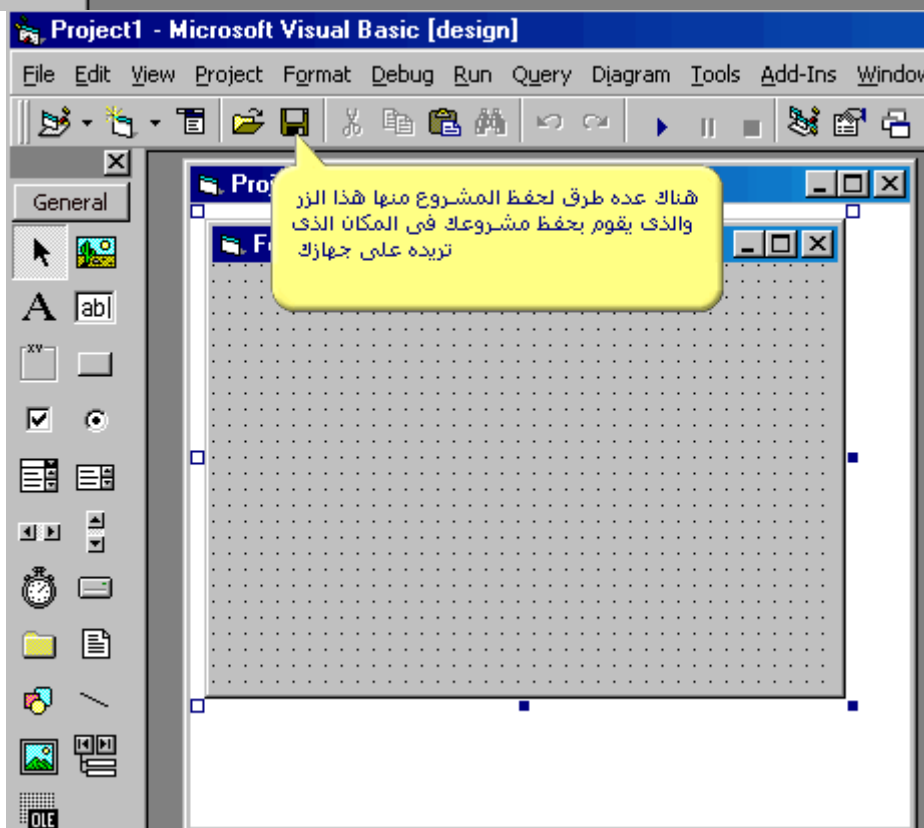 Project1 - Microsoft Visual Basic [design]
File Edit View Project Format Debug Run Query Diagram Tools Add-Ins Window
General
هناك عده طرق لحفظ المشروع منها هذا الزر
والذى يقوم بحفظ مشروعك فى المكان الذى
تريده على جهازك
A
ab|
XY
OLE